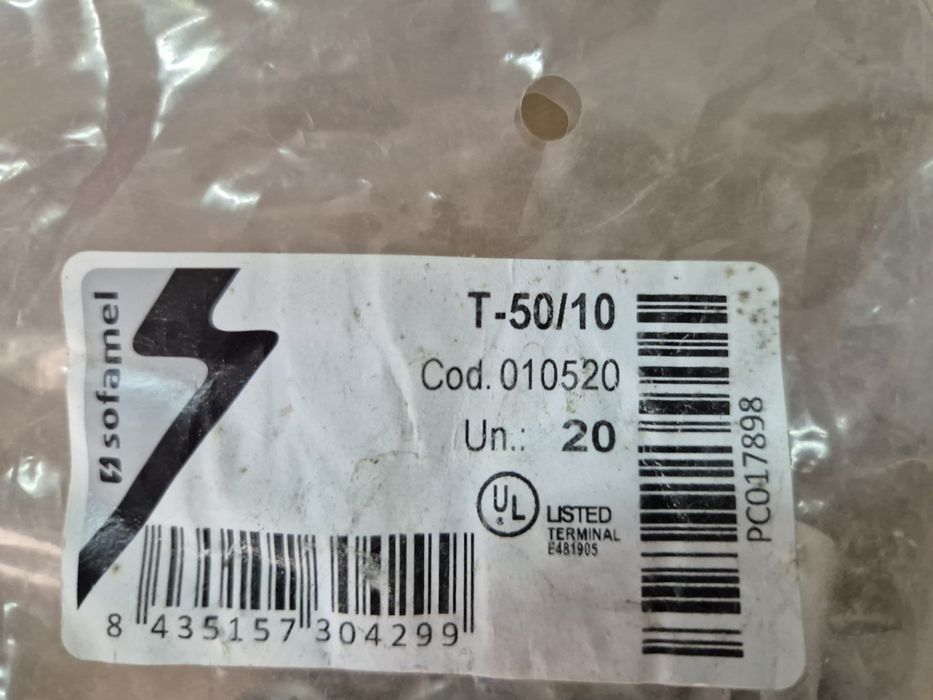 sofamel
T-50/10
Cod. 010520
Un.: 20
UL
LISTED
TERMINAL
E481905
PC017898
8 435157 304299